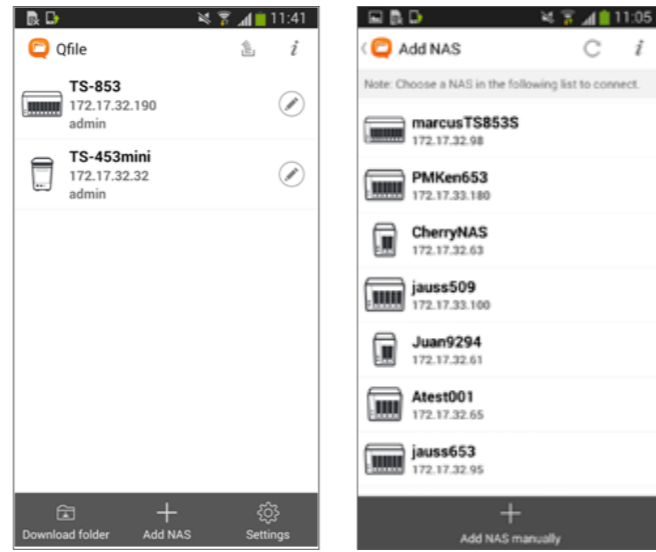 11:41
Qfile
i
TS-853
172.17.32.190
admin
TS-453mini
172.17.32.32
admin
Download folder
Add NAS
Settings
11:05
Add NAS
i
Note: Choose a NAS in the following list to connect.
marcusTS853S
172.17.32.98
PMKen653
172.17.33.180
CherryNAS
172.17.32.63
jauss509
172.17.33.100
Juan9294
172.17.32.61
Atest001
172.17.32.65
jauss653
172.17.32.95
Add NAS manually